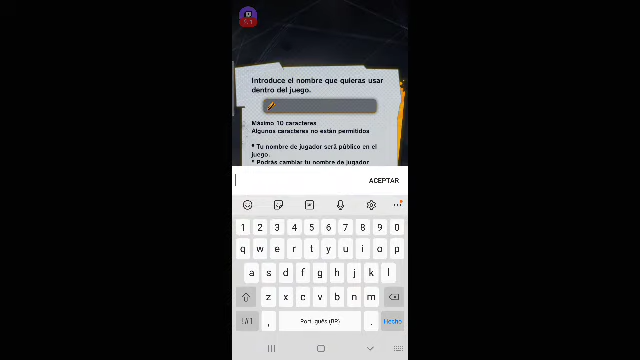 Introduce el nombre que quieras usar
dentro del juego.
Máximo 10 caracteres
Algunos caracteres no están permitidos
* Tu nombre de jugador será público en el
juego.
* Podrás cambiar tu nombre de jugador
ACEPTAR
1 2 3 4 5 6 7 8 9 0
q w e r t y u i o p
a s d f g h j k l
z x c v b n m
!#1 , Português (BR) . Hecho